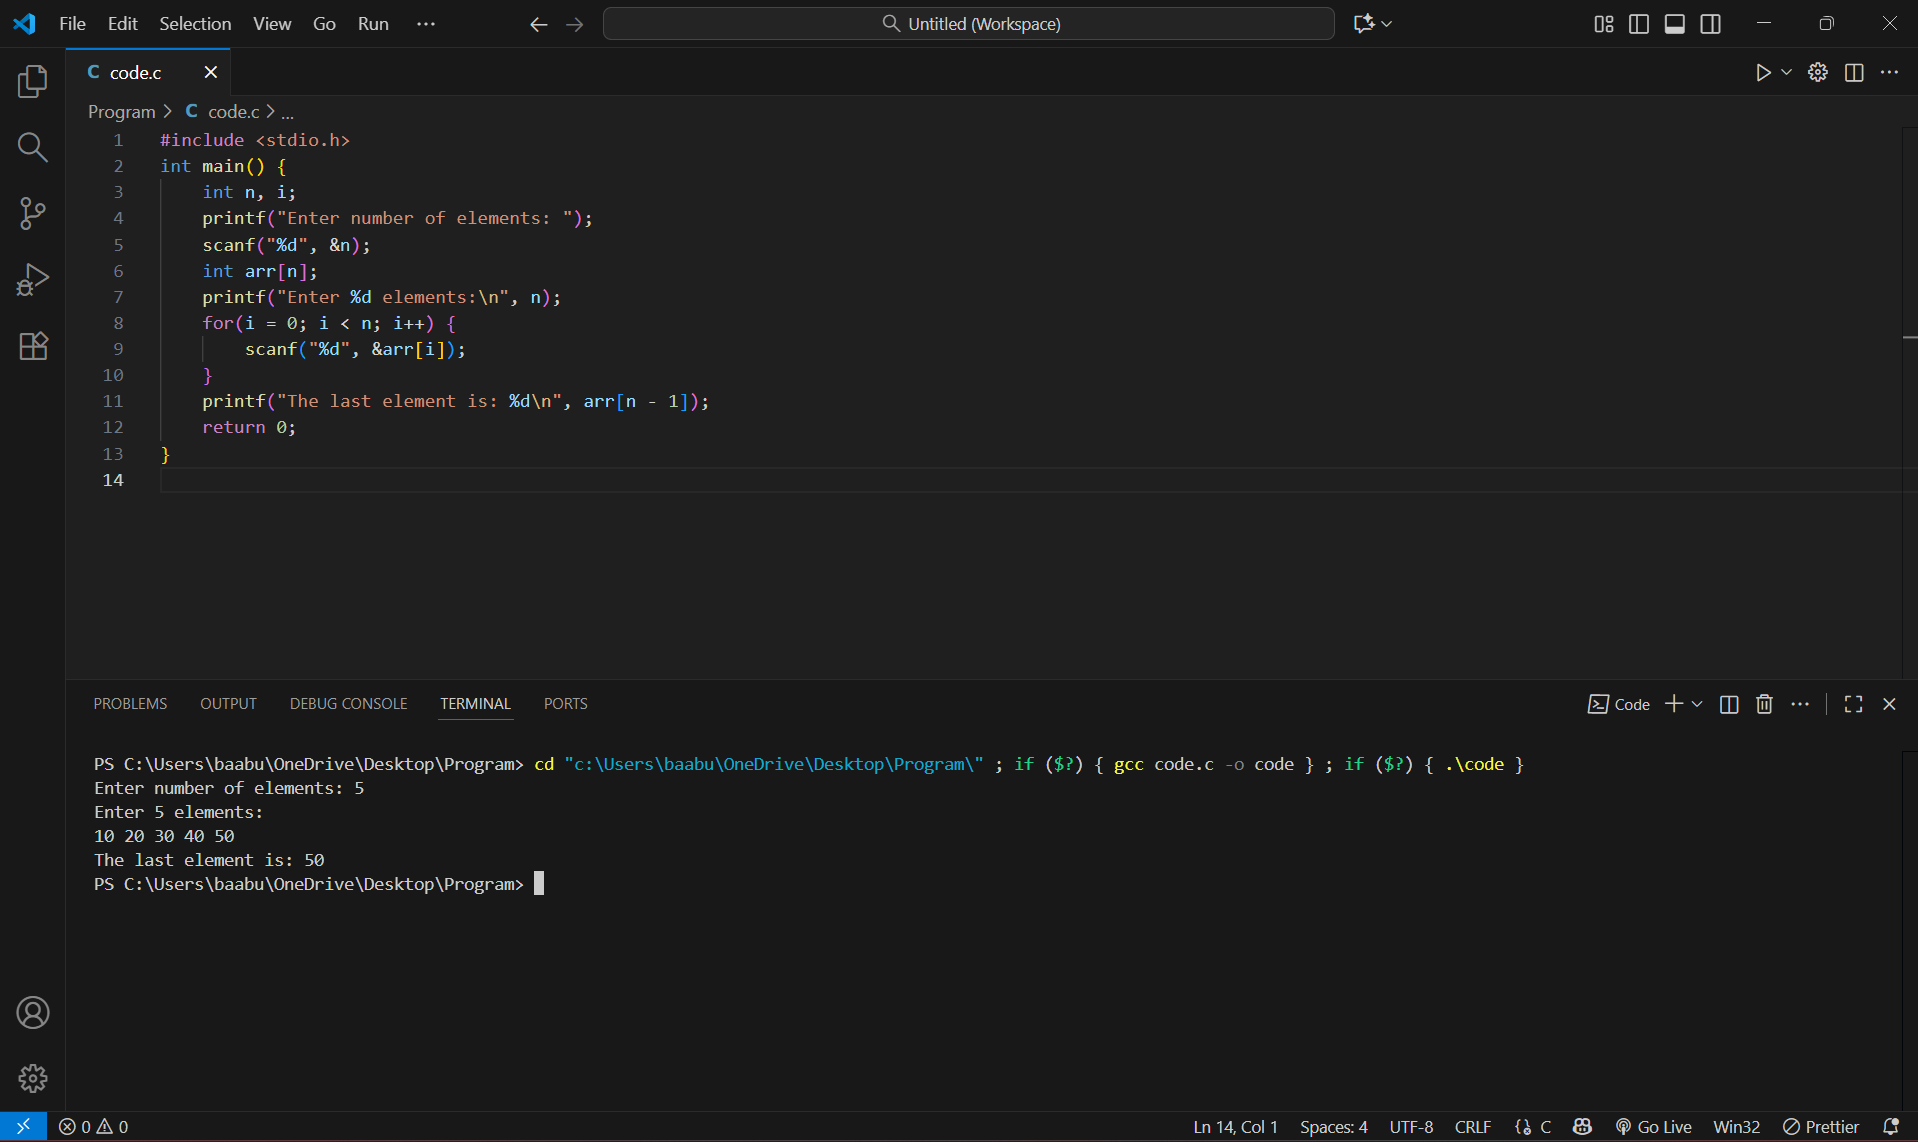 File Edit Selection View Go Run ··· Untitled (Workspace)
C code.c
Program > C code.c > ...
1 #include <stdio.h>
2 int main() {
3     int n, i;
4     printf("Enter number of elements: ");
5     scanf("%d", &n);
6     int arr[n];
7     printf("Enter %d elements:\n", n);
8     for(i = 0; i < n; i++) {
9         scanf("%d", &arr[i]);
10     }
11     printf("The last element is: %d\n", arr[n - 1]);
12     return 0;
13 }
14
PROBLEMS OUTPUT DEBUG CONSOLE TERMINAL PORTS Code
PS C:\Users\baabu\OneDrive\Desktop\Program> cd "c:\Users\baabu\OneDrive\Desktop\Program\" ; if ($?) { gcc code.c -o code } ; if ($?) { .\code }
Enter number of elements: 5
Enter 5 elements:
10 20 30 40 50
The last element is: 50
PS C:\Users\baabu\OneDrive\Desktop\Program>
0 0 Ln 14, Col 1 Spaces: 4 UTF-8 CRLF C Go Live Win32 Prettier